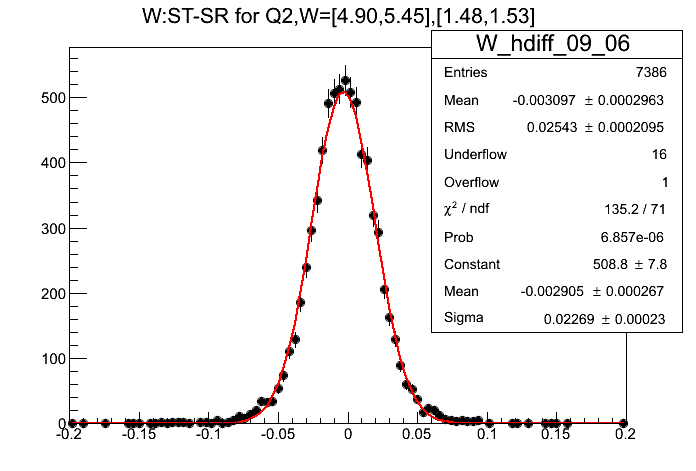 W:ST-SR for Q2,W=[4.90,5.45],[1.48,1.53]
W_hdiff_09_06
Entries 7386
Mean -0.003097 ± 0.0002963
RMS 0.02543 ± 0.0002095
Underflow 16
Overflow 1
χ² / ndf 135.2 / 71
Prob 6.857e-06
Constant 508.8 ± 7.8
Mean -0.002905 ± 0.000267
Sigma 0.02269 ± 0.00023
500
400
300
200
100
0
-0.2 -0.15 -0.1 -0.05 0 0.05 0.1 0.15 0.2